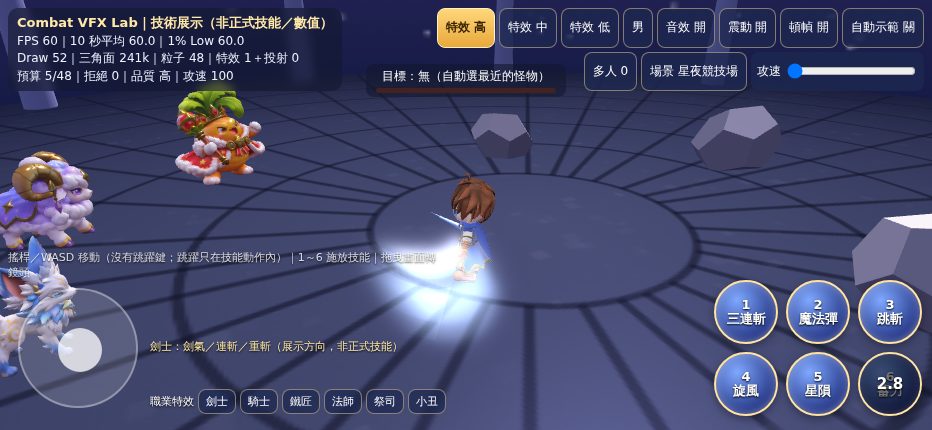 Combat VFX Lab｜技術展示（非正式技能／數值）
FPS 60｜10 秒平均 60.0｜1% Low 60.0
Draw 52｜三角面 241k｜粒子 48｜特效 1＋投射 0
預算 5/48｜拒絕 0｜品質 高｜攻速 100
特效 高
特效 中
特效 低
男
音效 開
震動 開
頓幀 開
自動示範 關
目標：無（自動選最近的怪物）
多人 0
場景 星夜競技場
攻速
搖桿／WASD 移動（沒有跳躍鍵；跳躍只在技能動作內）｜1～6 施放技能｜拖曳畫面轉
鏡頭
1
三連斬
2
魔法彈
3
跳斬
劍士：劍氣／連斬／重斬（展示方向，非正式技能）
4
旋風
5
星隕
2.8
蓄力
職業特效
劍士
騎士
鐵匠
法師
祭司
小丑